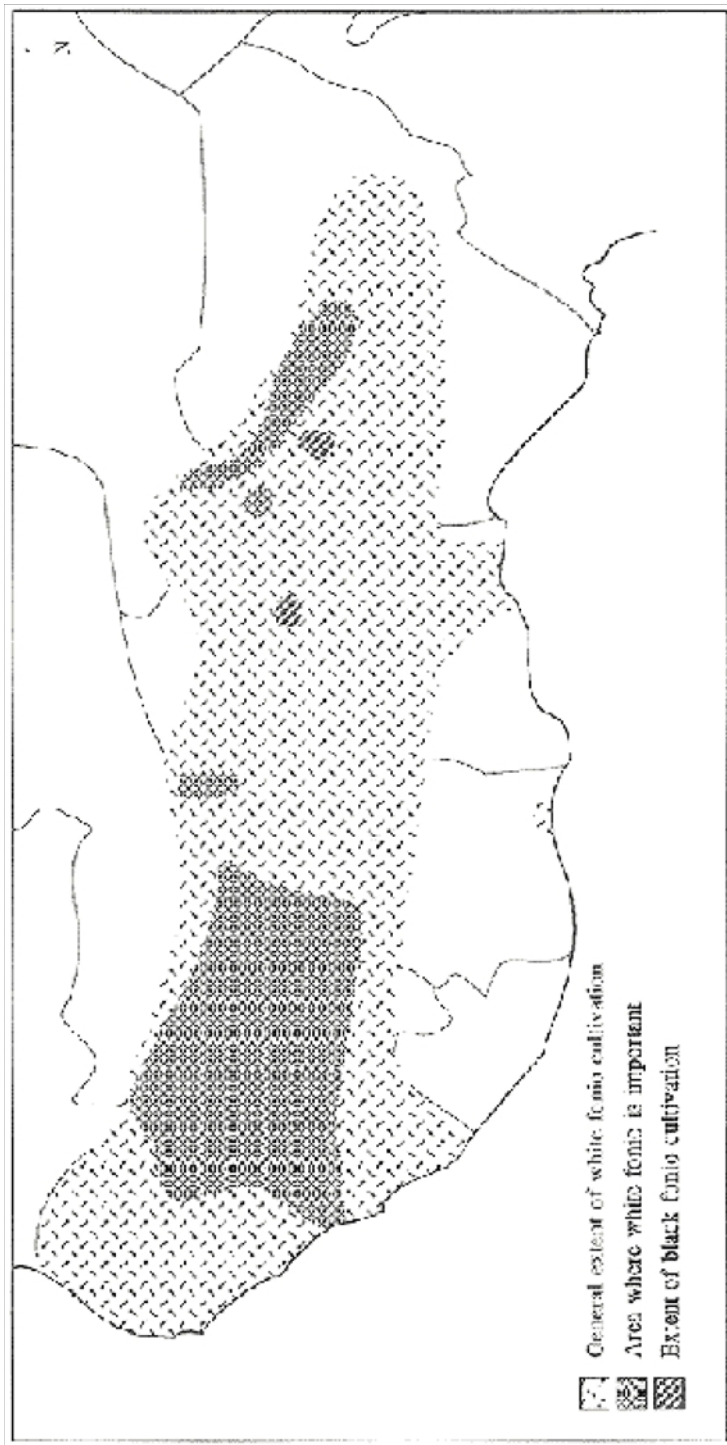 General extent of white fonio cultivation
Area where white fonio is important
Extent of black fonio cultivation